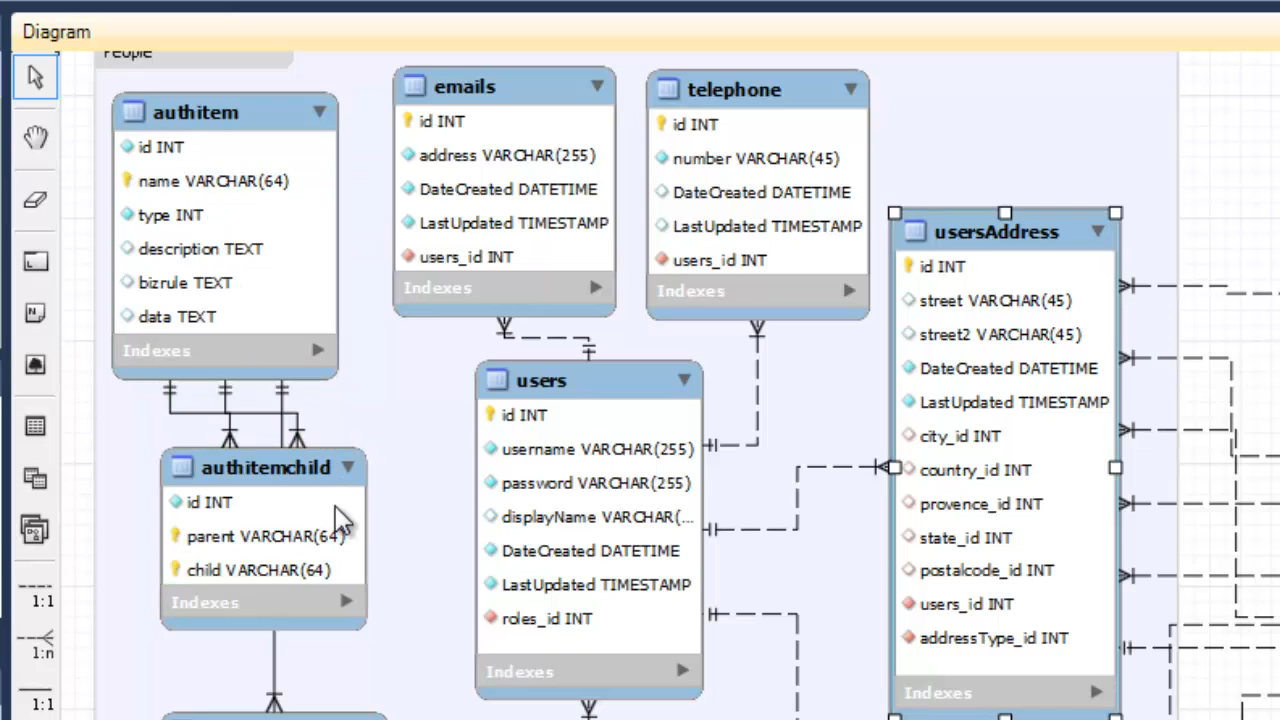 Diagram
People
authitem
id INT
name VARCHAR(64)
type INT
description TEXT
bizrule TEXT
data TEXT
Indexes
emails
id INT
address VARCHAR(255)
DateCreated DATETIME
LastUpdated TIMESTAMP
users_id INT
Indexes
telephone
id INT
number VARCHAR(45)
DateCreated DATETIME
LastUpdated TIMESTAMP
users_id INT
Indexes
usersAddress
id INT
street VARCHAR(45)
street2 VARCHAR(45)
DateCreated DATETIME
LastUpdated TIMESTAMP
city_id INT
country_id INT
provence_id INT
state_id INT
postalcode_id INT
users_id INT
addressType_id INT
Indexes
authitemchild
id INT
parent VARCHAR(64)
child VARCHAR(64)
Indexes
users
id INT
username VARCHAR(255)
password VARCHAR(255)
displayName VARCHAR(...
DateCreated DATETIME
LastUpdated TIMESTAMP
roles_id INT
Indexes
1:1
1:n
1:1